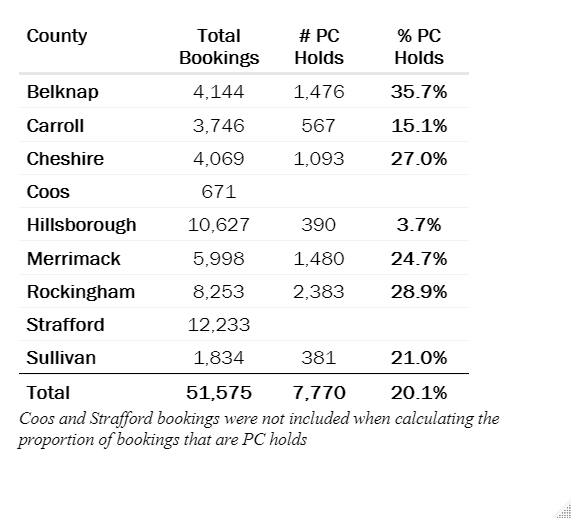 County Total Bookings # PC Holds % PC Holds
Belknap 4,144 1,476 35.7%
Carroll 3,746 567 15.1%
Cheshire 4,069 1,093 27.0%
Coos 671
Hillsborough 10,627 390 3.7%
Merrimack 5,998 1,480 24.7%
Rockingham 8,253 2,383 28.9%
Strafford 12,233
Sullivan 1,834 381 21.0%
Total 51,575 7,770 20.1%
Coos and Strafford bookings were not included when calculating the
proportion of bookings that are PC holds